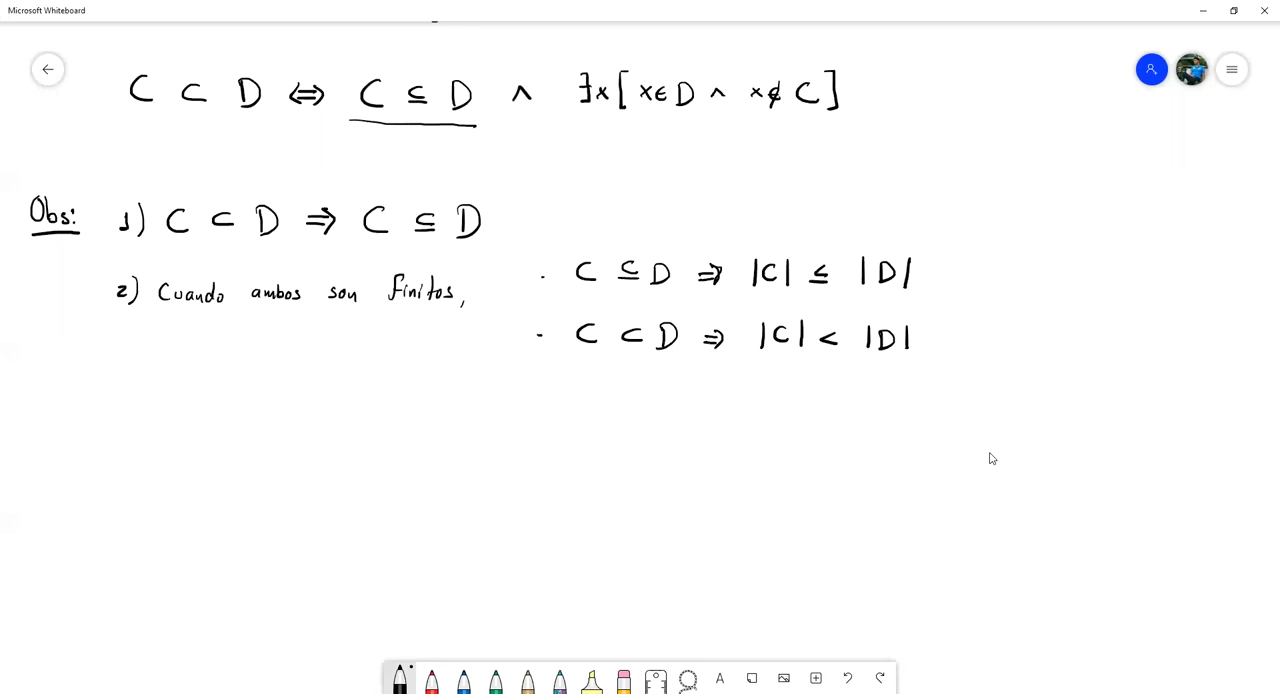 Microsoft Whiteboard
C ⊂ D ⇔ C ⊆ D ∧ ∃x[x∈D ∧ x∉C]
Obs: 1) C ⊂ D ⇒ C ⊆ D
2) Cuando ambos son finitos,
· C ⊆ D ⇒ |C| ≤ |D|
· C ⊂ D ⇒ |C| < |D|